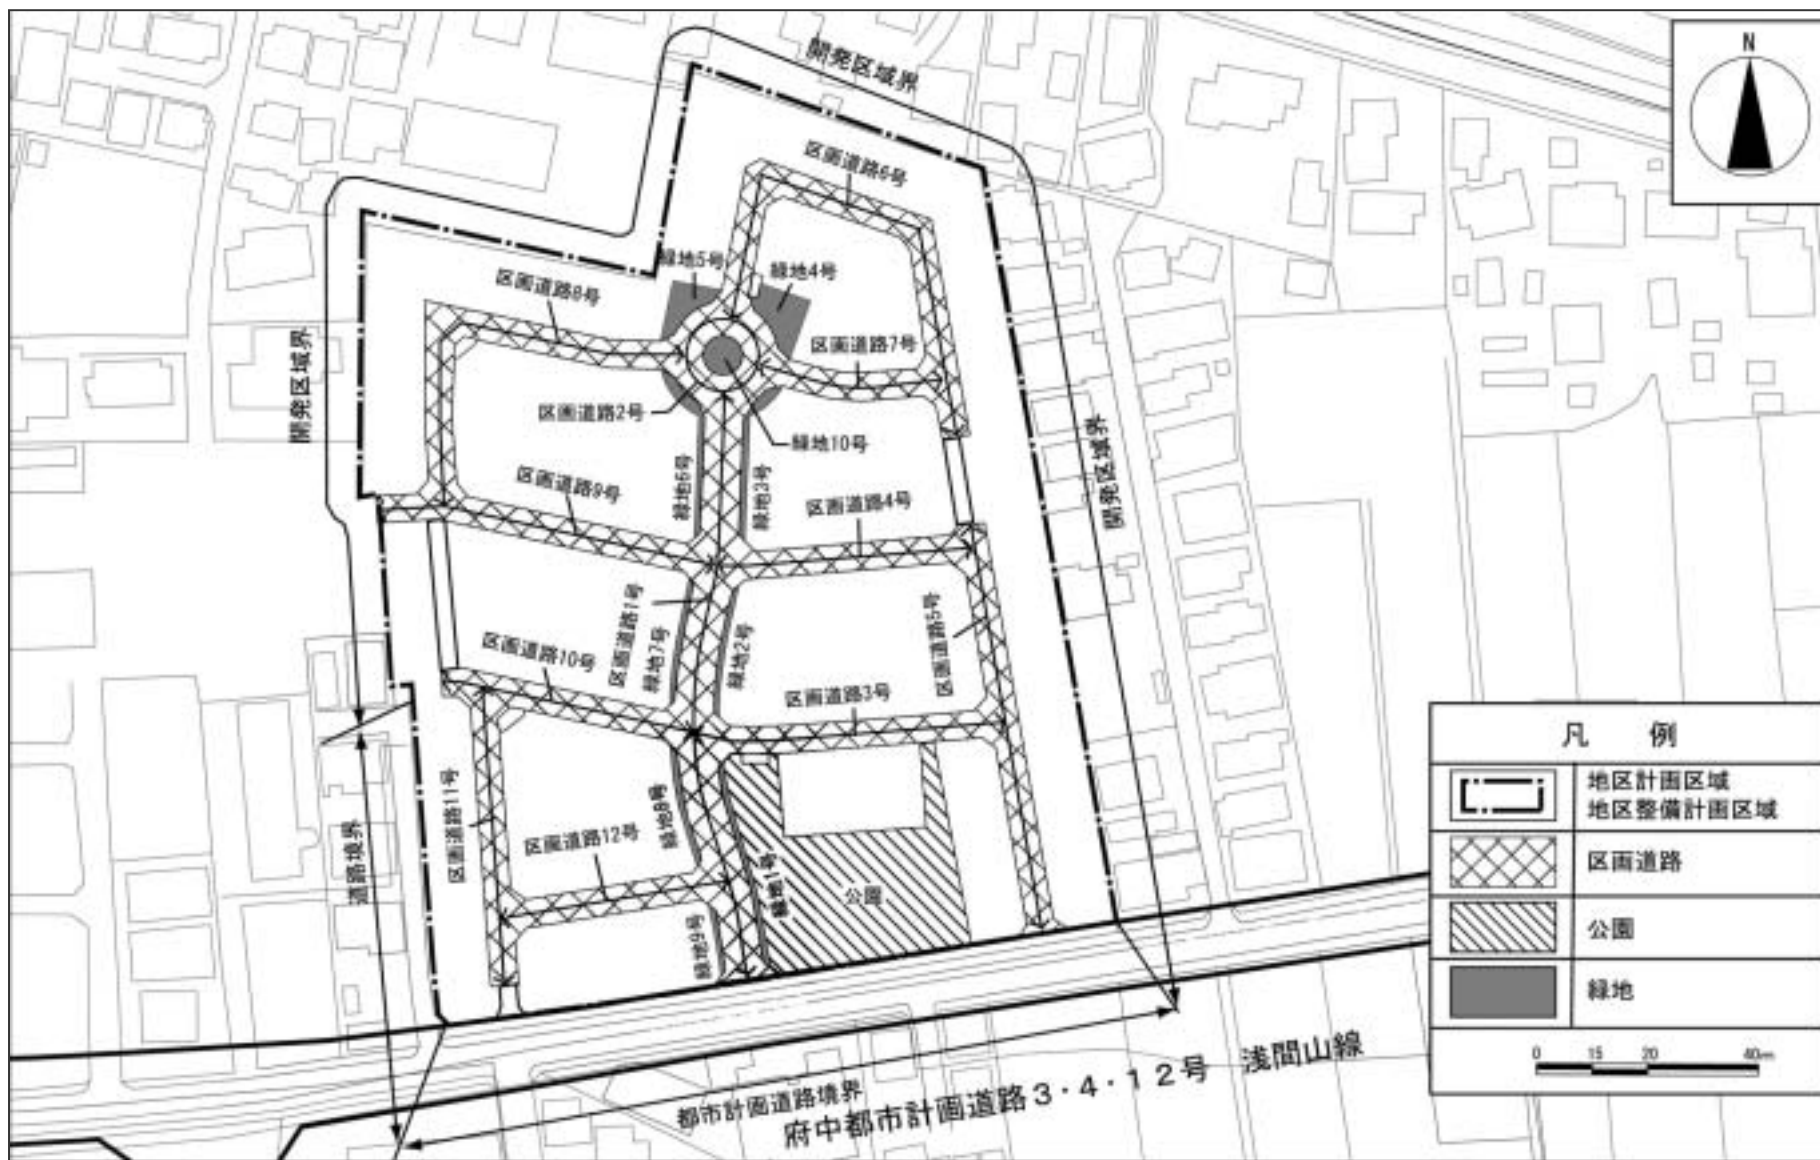 N
開発区域界
区画道路6号
緑地5号
緑地4号
区画道路8号
区画道路7号
開発区域界
区画道路2号
緑地10号
開発区域界
区画道路9号
緑地6号
緑地3号
区画道路4号
区画道路1号
緑地7号
緑地2号
区画道路5号
区画道路10号
区画道路3号
区画道路11号
緑地8号
道路境界
区画道路12号
緑地1号
公園
緑地9号
都市計画道路境界
府中都市計画道路3・4・12号 浅間山線
凡 例
地区計画区域
地区整備計画区域
区画道路
公園
緑地
0 15 20 40m